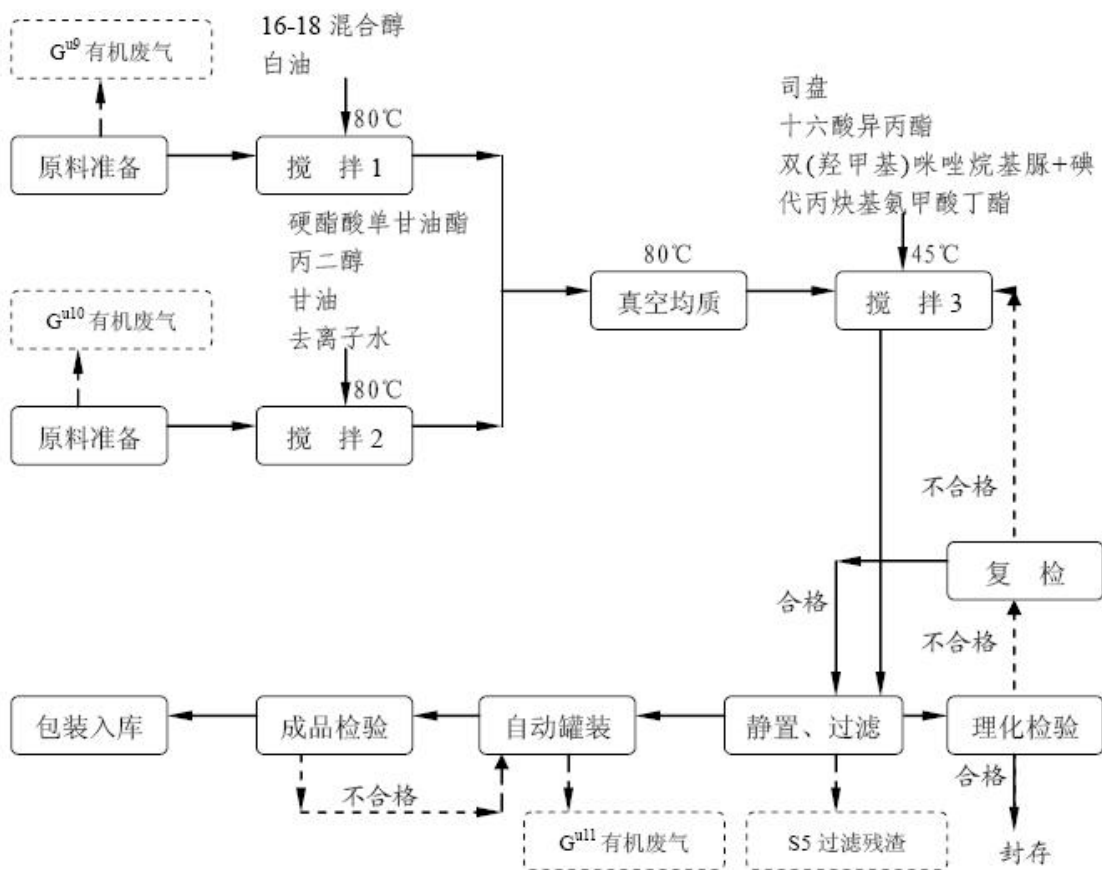 G^u9 有机废气
16-18 混合醇
白油
80℃
原料准备
搅 拌 1
司盘
十六酸异丙酯
双(羟甲基)咪唑烷基脲+碘
代丙炔基氨甲酸丁酯
硬酯酸单甘油酯
丙二醇
甘油
去离子水
80℃
真空均质
45℃
搅 拌 3
G^u10 有机废气
80℃
原料准备
搅 拌 2
不合格
复 检
合格
不合格
包装入库
成品检验
自动罐装
静置、过滤
理化检验
不合格
合格
G^u11 有机废气
S5 过滤残渣
封存